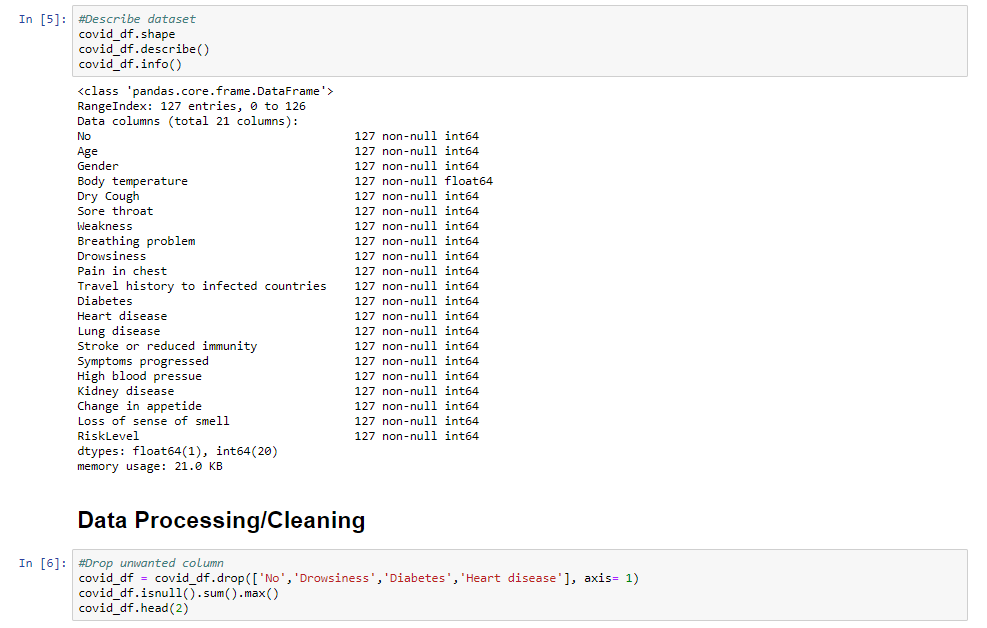 In [5]: #Describe dataset
covid_df.shape
covid_df.describe()
covid_df.info()
<class 'pandas.core.frame.DataFrame'>
RangeIndex: 127 entries, 0 to 126
Data columns (total 21 columns):
No 127 non-null int64
Age 127 non-null int64
Gender 127 non-null int64
Body temperature 127 non-null float64
Dry Cough 127 non-null int64
Sore throat 127 non-null int64
Weakness 127 non-null int64
Breathing problem 127 non-null int64
Drowsiness 127 non-null int64
Pain in chest 127 non-null int64
Travel history to infected countries 127 non-null int64
Diabetes 127 non-null int64
Heart disease 127 non-null int64
Lung disease 127 non-null int64
Stroke or reduced immunity 127 non-null int64
Symptoms progressed 127 non-null int64
High blood pressue 127 non-null int64
Kidney disease 127 non-null int64
Change in appetide 127 non-null int64
Loss of sense of smell 127 non-null int64
RiskLevel 127 non-null int64
dtypes: float64(1), int64(20)
memory usage: 21.0 KB
Data Processing/Cleaning
In [6]: #Drop unwanted column
covid_df = covid_df.drop(['No','Drowsiness','Diabetes','Heart disease'], axis= 1)
covid_df.isnull().sum().max()
covid_df.head(2)